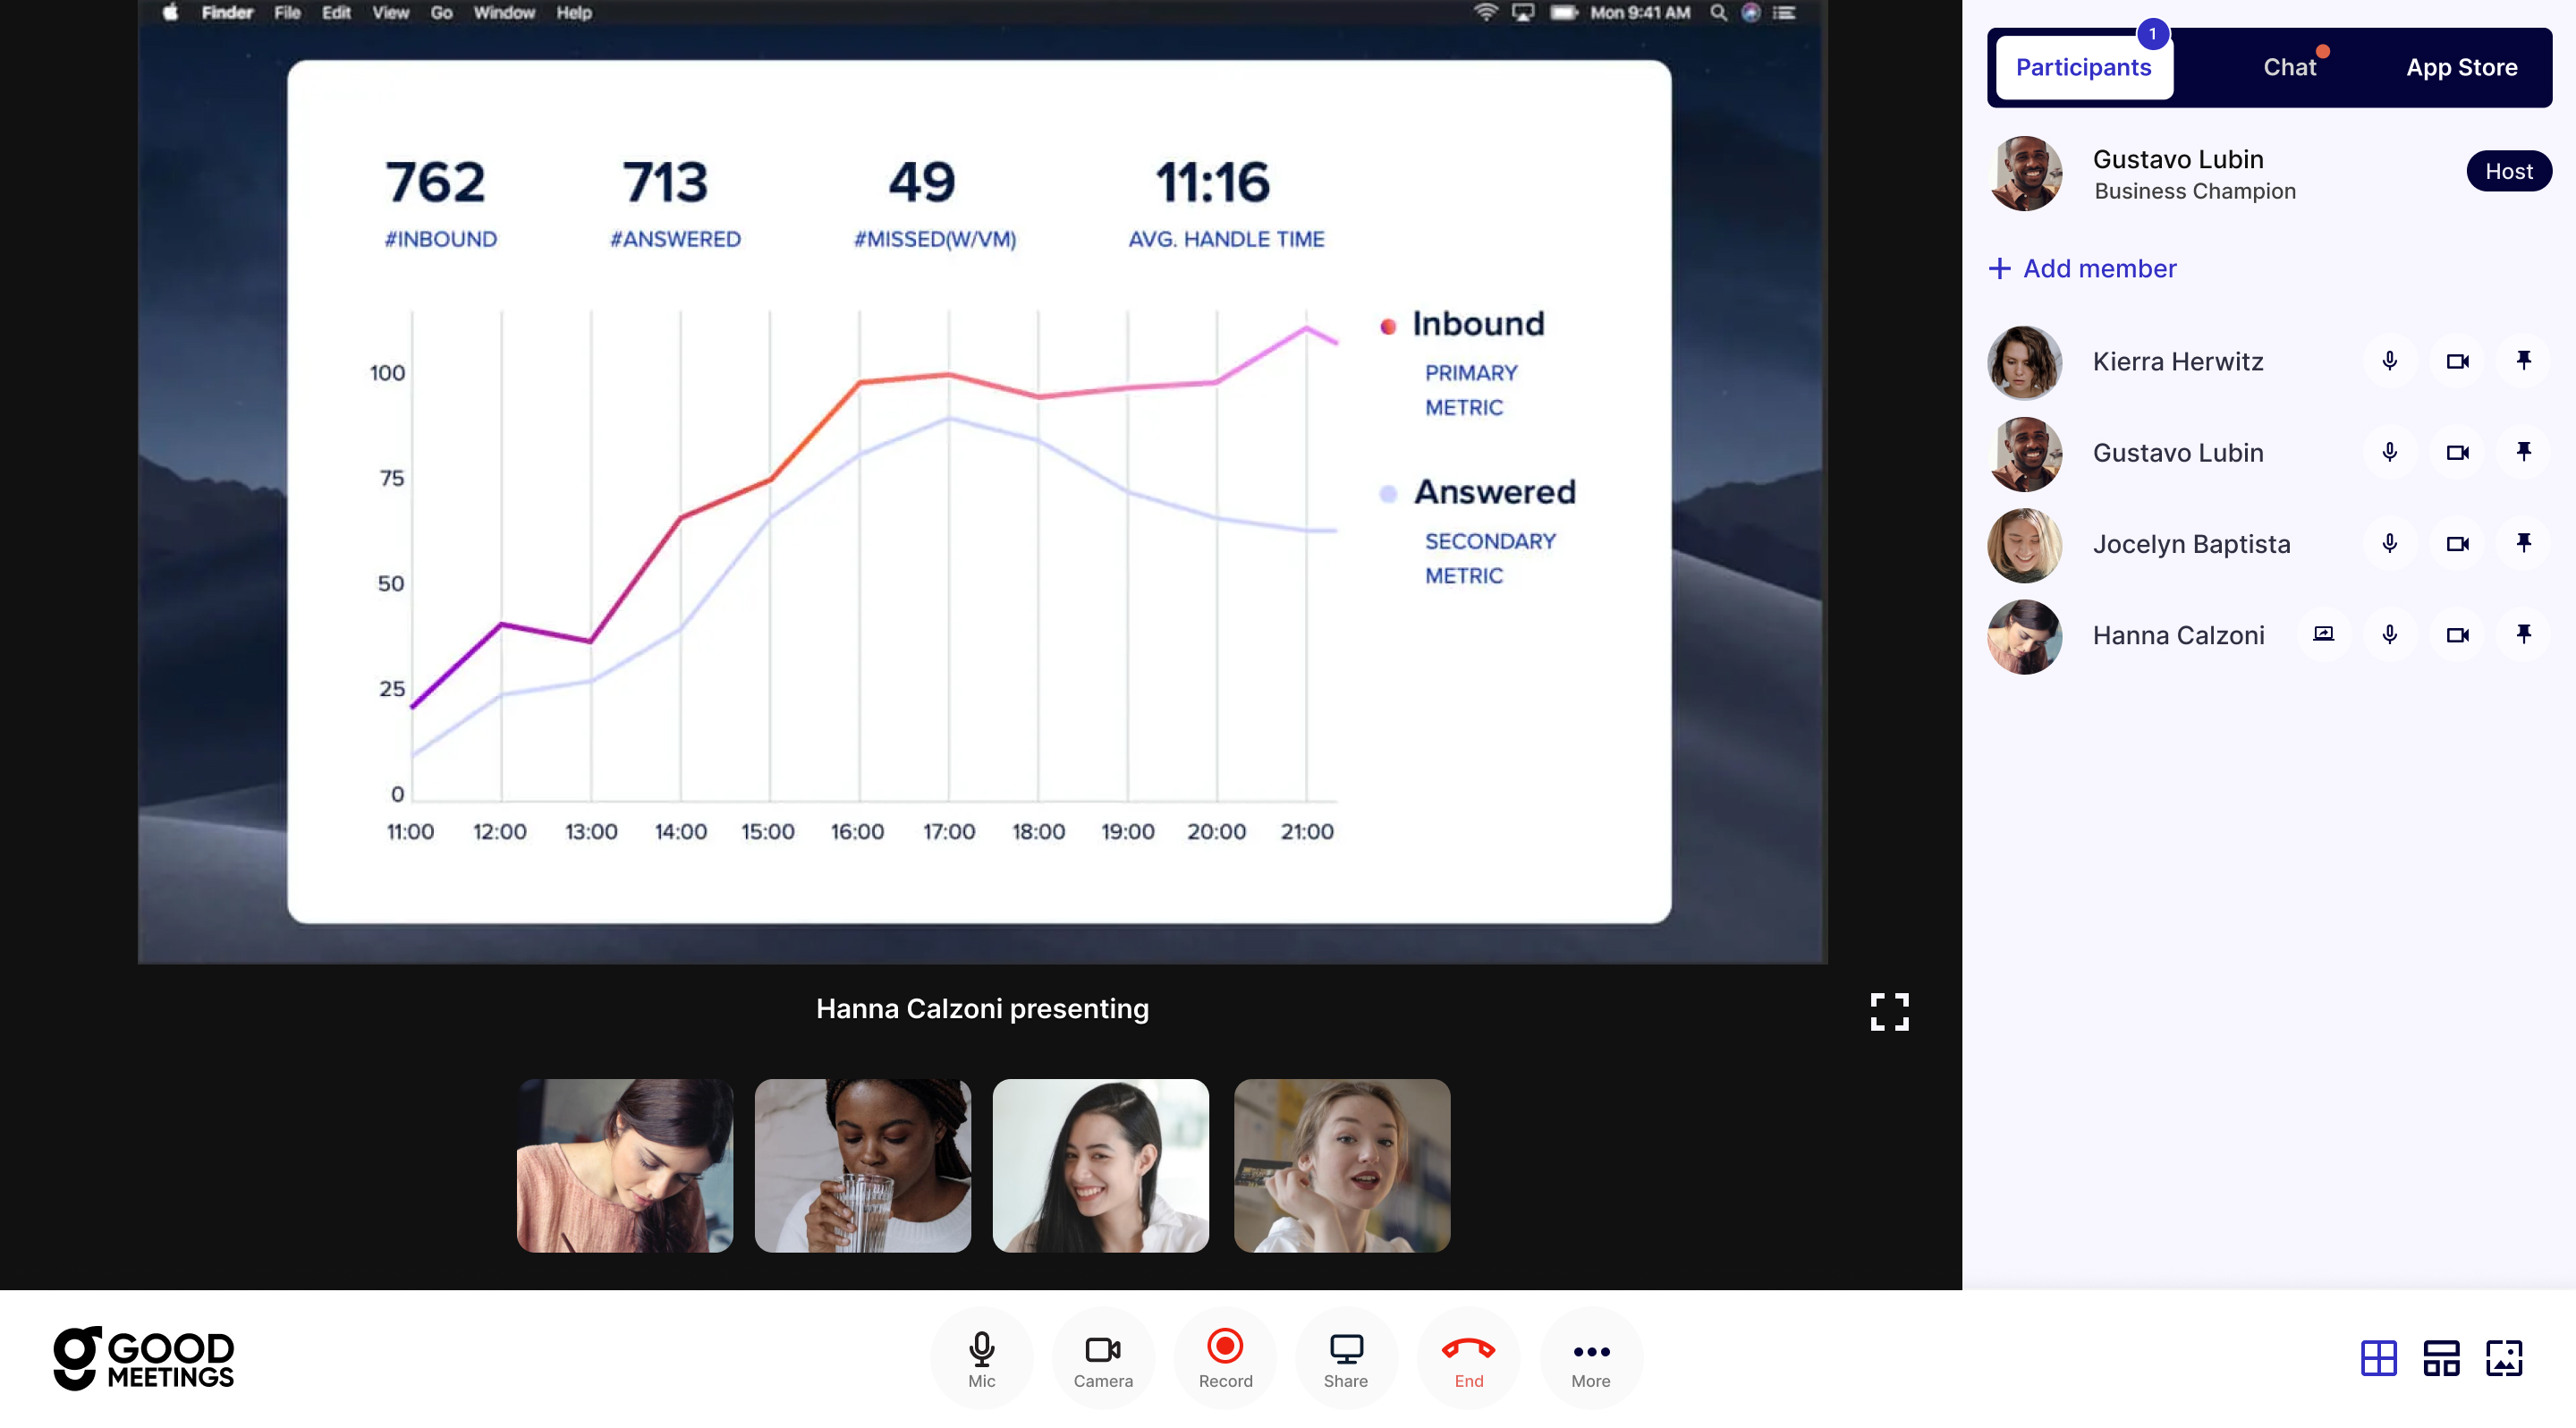 Finder File Edit View Go Window Help
Mon 9:41 AM
762 713 49 11:16
#INBOUND #ANSWERED #MISSED(W/VM) AVG. HANDLE TIME
Inbound
PRIMARY
METRIC
Answered
SECONDARY
METRIC
100
75
50
25
0
11:00 12:00 13:00 14:00 15:00 16:00 17:00 18:00 19:00 20:00 21:00
Hanna Calzoni presenting
1
Participants Chat App Store
Gustavo Lubin
Business Champion
Host
+ Add member
Kierra Herwitz
Gustavo Lubin
Jocelyn Baptista
Hanna Calzoni
GOOD
MEETINGS
Mic Camera Record Share End More